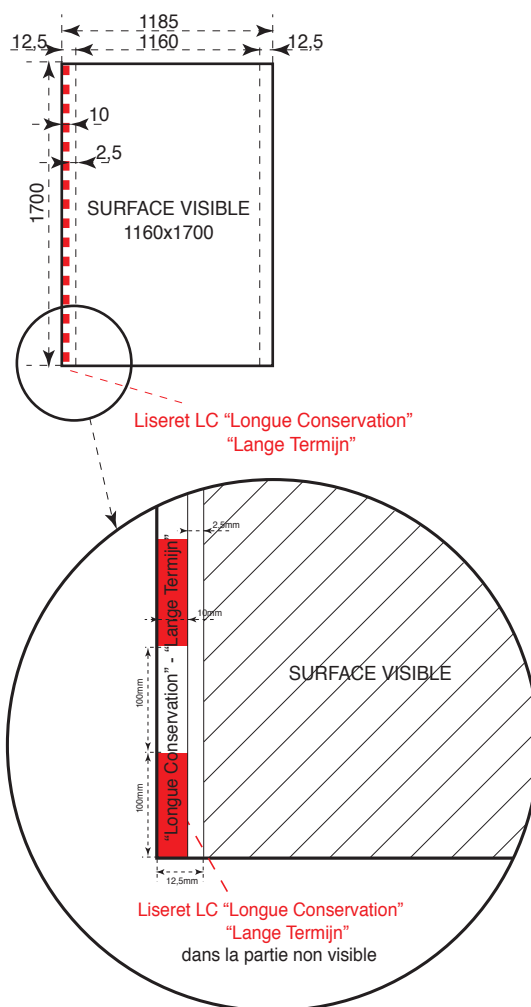 1185
12,5
1160
12,5
10
2,5
1700
SURFACE VISIBLE
1160x1700
Liseret LC “Longue Conservation”
“Lange Termijn”
2,5mm
10mm
“Longue Conservation” - “Lange Termijn”
SURFACE VISIBLE
100mm
100mm
12,5mm
Liseret LC “Longue Conservation”
“Lange Termijn”
dans la partie non visible